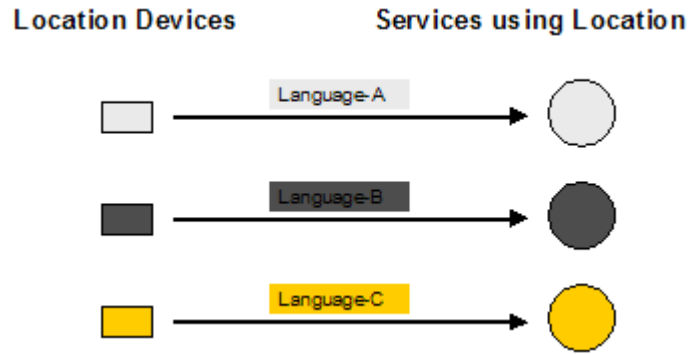 Location Devices
Services using Location
Language-A
Language-B
Language-C